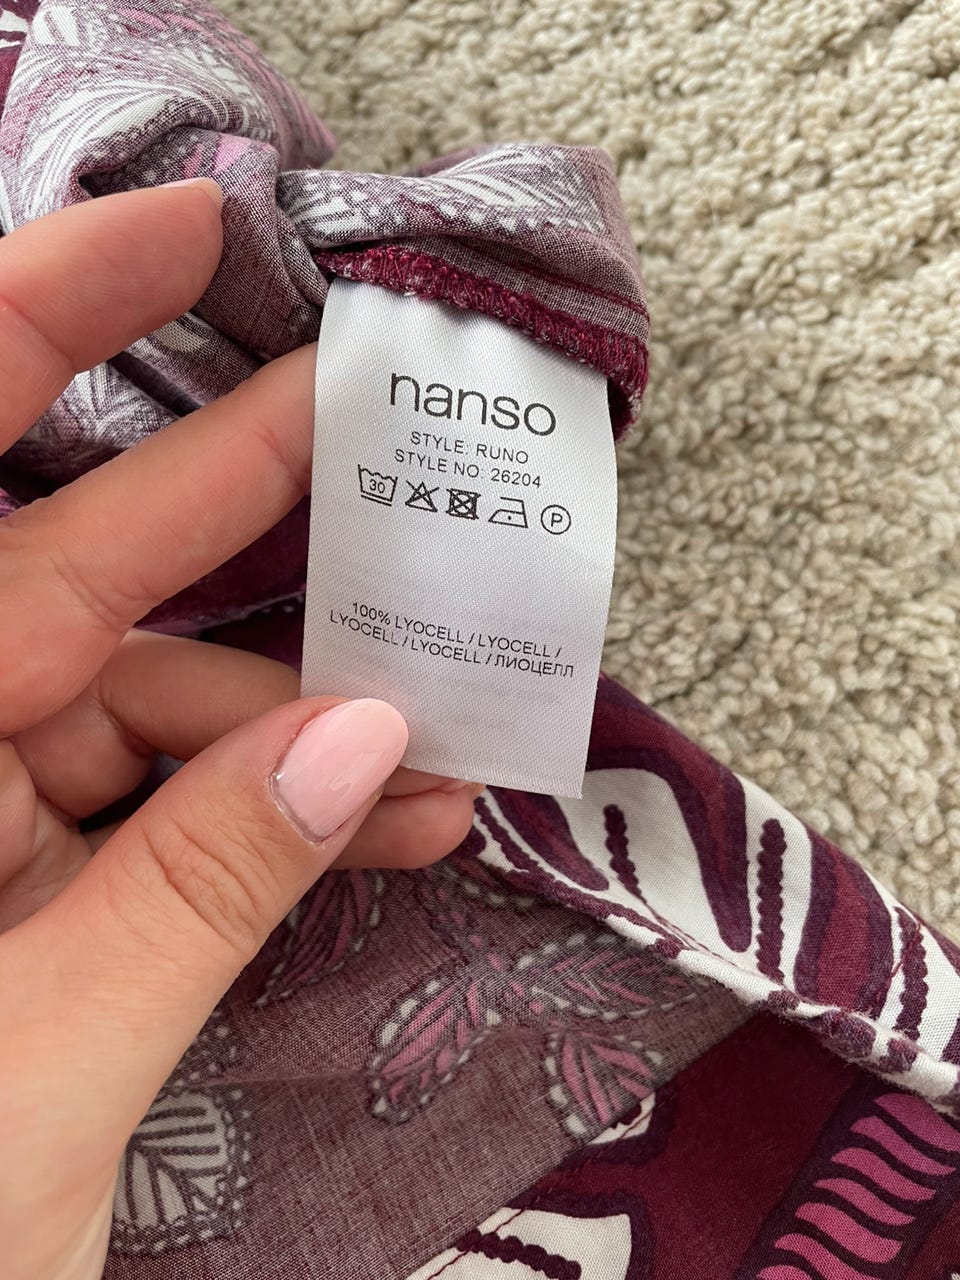 nanso
STYLE: RUNO
STYLE NO: 26204
30 P
100% LYOCELL / LYOCELL /
LYOCELL / LYOCELL / ЛИОЦЕЛЛ